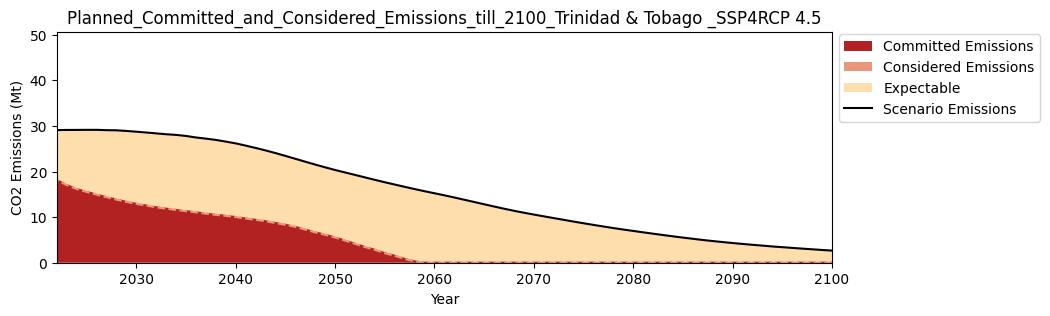 Planned_Committed_and_Considered_Emissions_till_2100_Trinidad & Tobago _SSP4RCP 4.5
50
40
30
20
10
0
CO2 Emissions (Mt)
2030 2040 2050 2060 2070 2080 2090 2100
Year
Committed Emissions
Considered Emissions
Expectable
Scenario Emissions